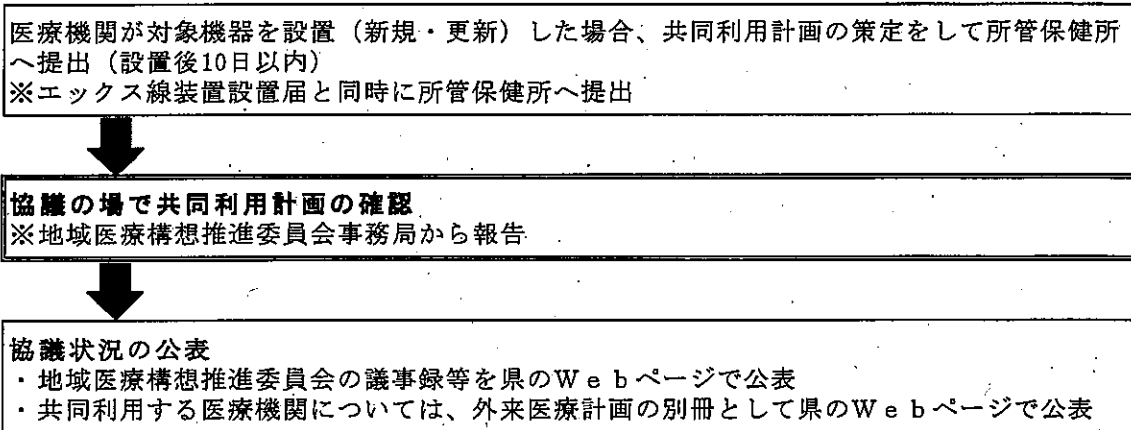 医療機関が対象機器を設置（新規・更新）した場合、共同利用計画の策定をして所管保健所
へ提出（設置後10日以内）
※エックス線装置設置届と同時に所管保健所へ提出
協議の場で共同利用計画の確認
※地域医療構想推進委員会事務局から報告
協議状況の公表
・地域医療構想推進委員会の議事録等を県のＷｅｂページで公表
・共同利用する医療機関については、外来医療計画の別冊として県のＷｅｂページで公表